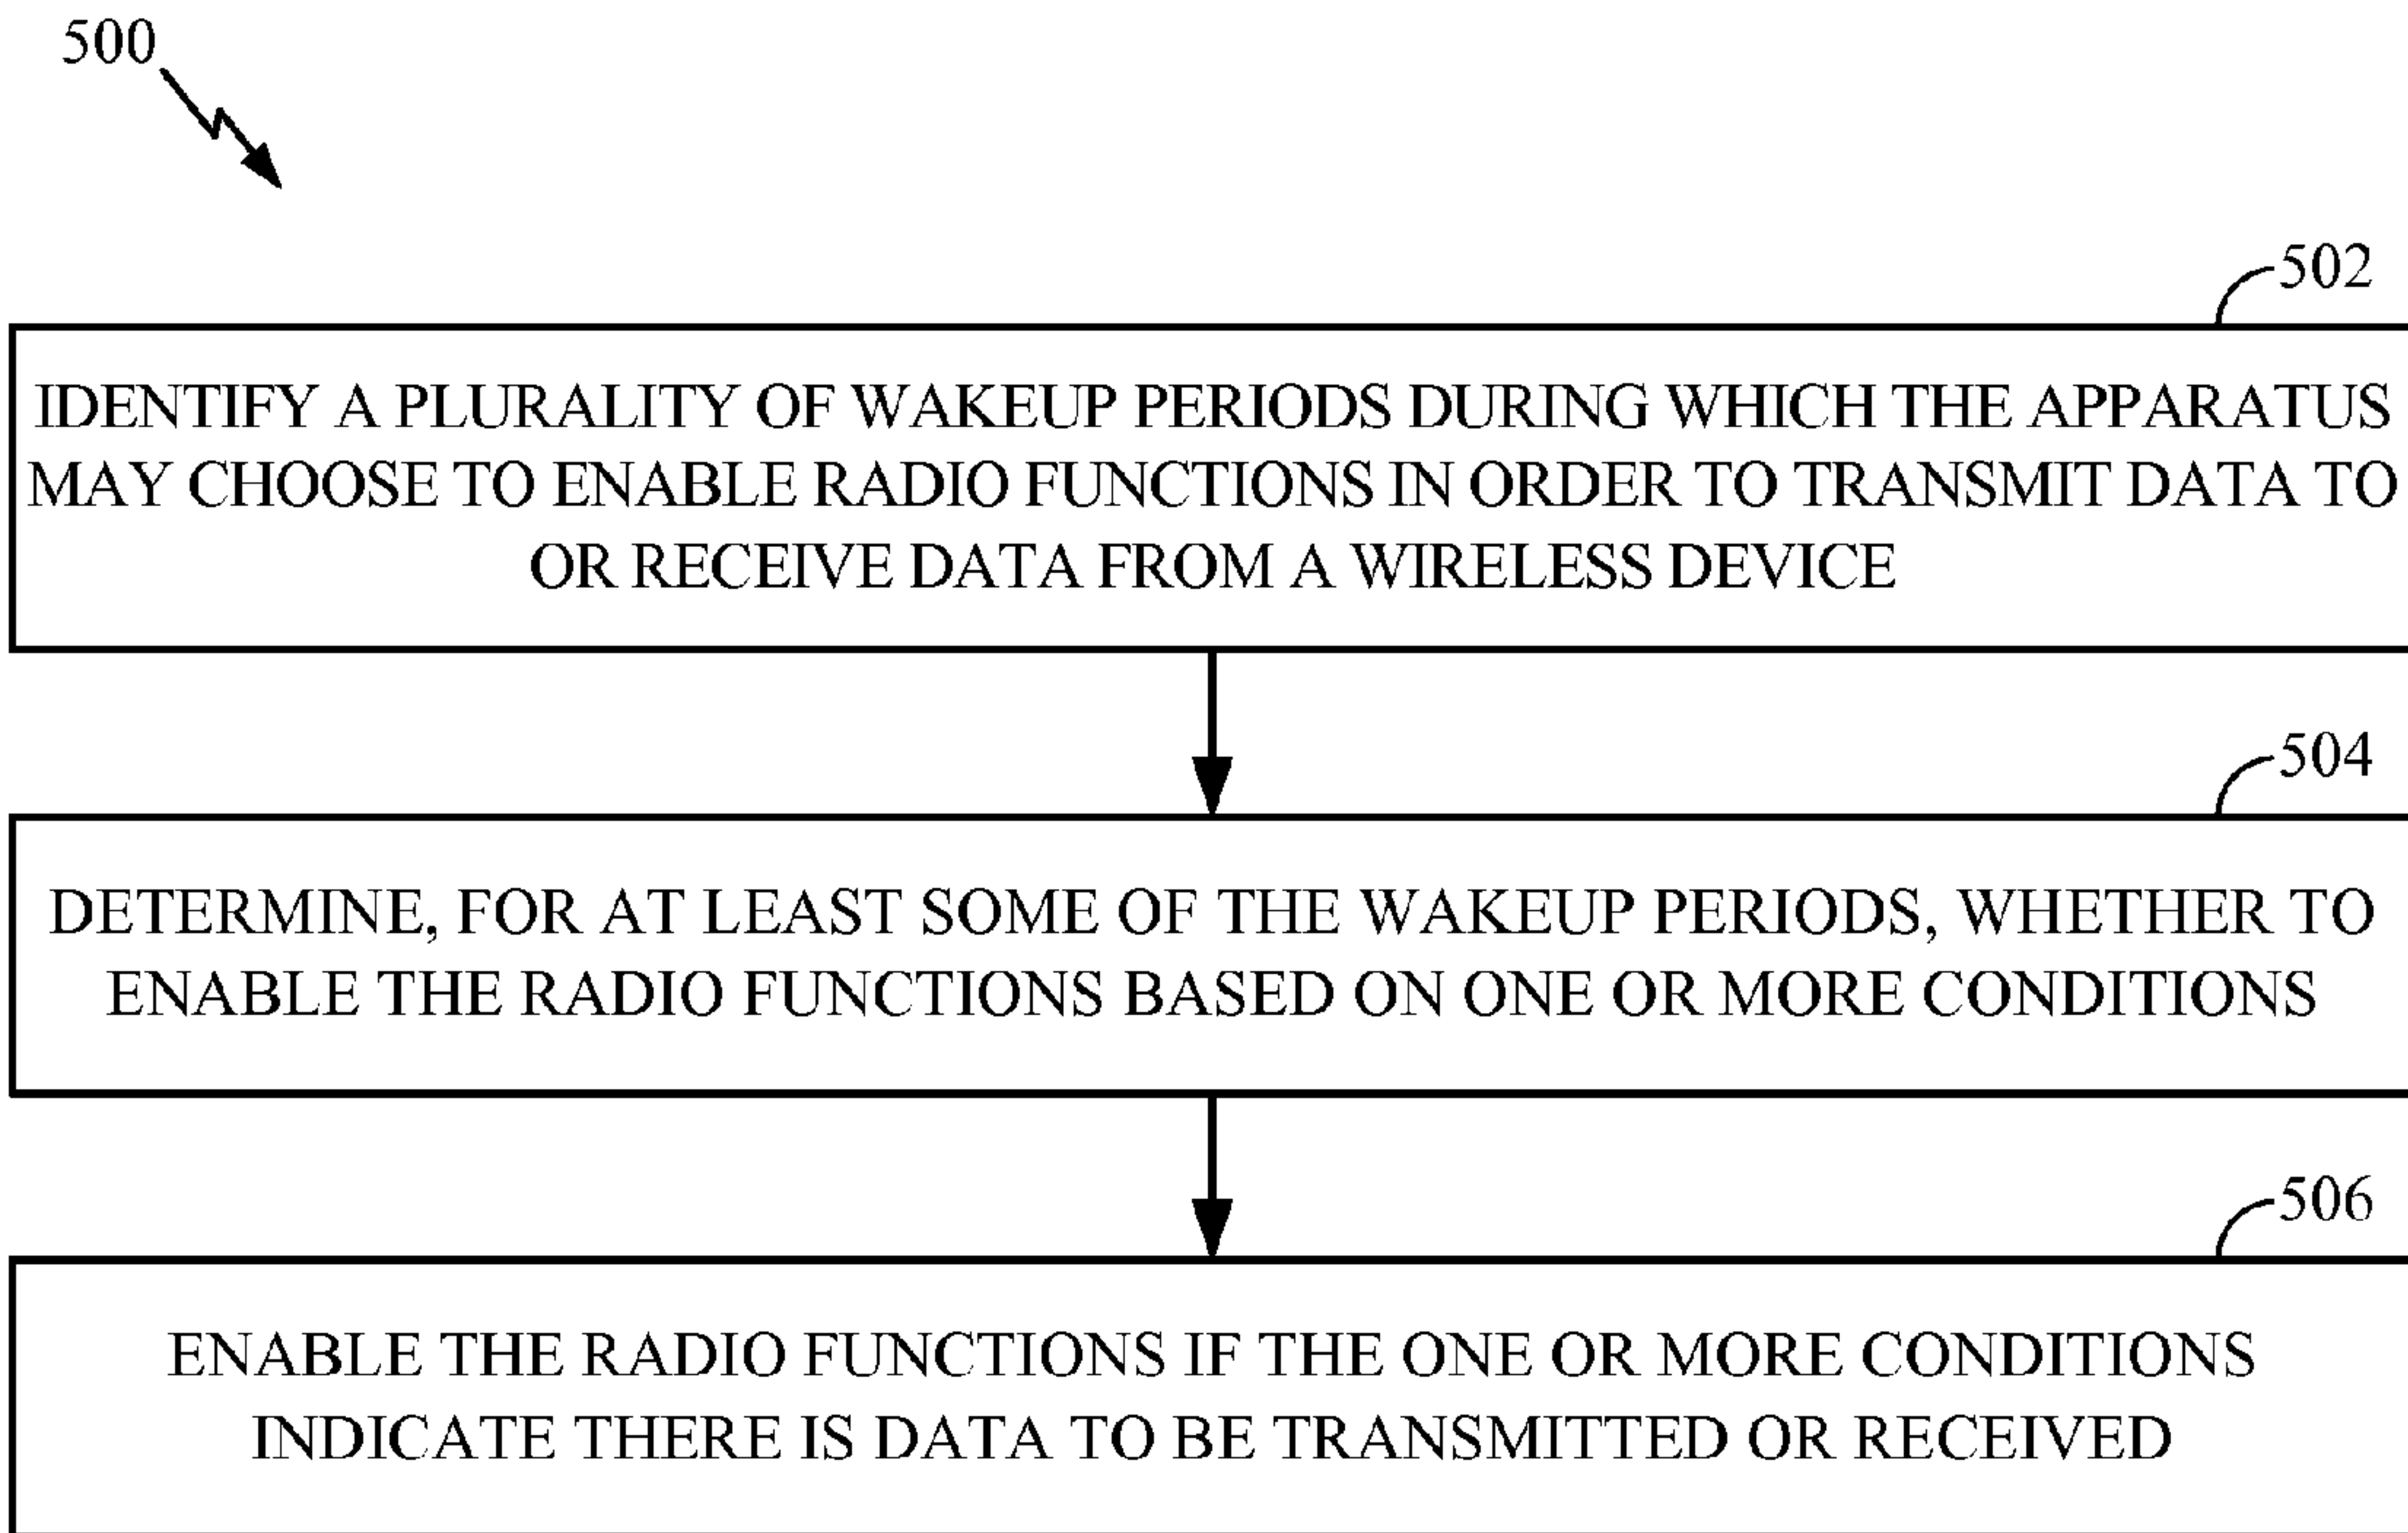 500
502
IDENTIFY A PLURALITY OF WAKEUP PERIODS DURING WHICH THE APPARATUS
MAY CHOOSE TO ENABLE RADIO FUNCTIONS IN ORDER TO TRANSMIT DATA TO
OR RECEIVE DATA FROM A WIRELESS DEVICE
504
DETERMINE, FOR AT LEAST SOME OF THE WAKEUP PERIODS, WHETHER TO
ENABLE THE RADIO FUNCTIONS BASED ON ONE OR MORE CONDITIONS
506
ENABLE THE RADIO FUNCTIONS IF THE ONE OR MORE CONDITIONS
INDICATE THERE IS DATA TO BE TRANSMITTED OR RECEIVED